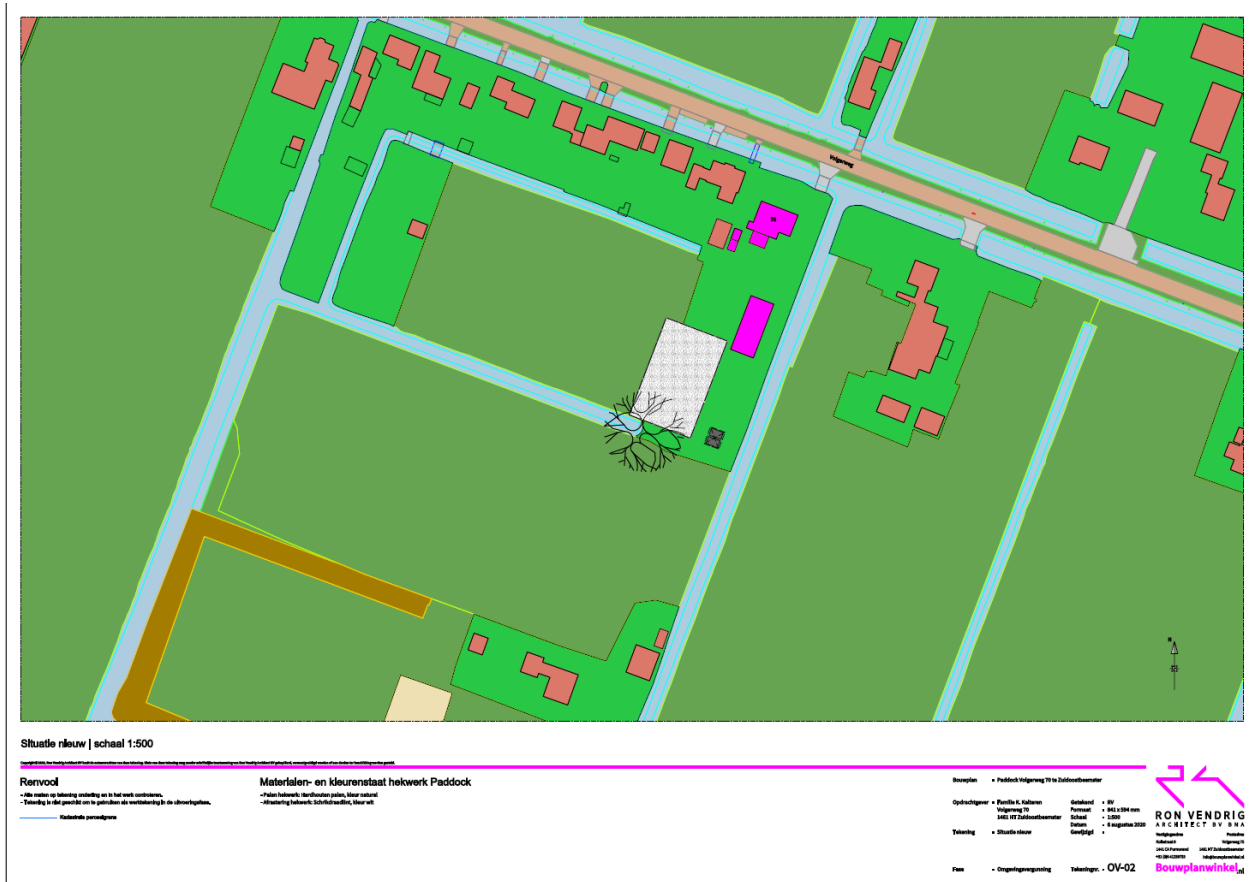 Volgerweg
70
N
Situatie nieuw | schaal 1:500
Renvooi
- Alle maten op tekening onderling en in het werk controleren.
- Tekening is niet geschikt om te gebruiken als werktekening in de uitvoeringsfase.
Kadastrale perceelgrens
Materialen- en kleurenstaat hekwerk Paddock
- Palen hekwerk: Hardhouten palen, kleur naturel
- Afrastering hekwerk: Schrikdraadlint, kleur wit
Bouwplan • Paddock Volgerweg 70 te Zuidoostbeemster
Opdrachtgever • Familie K. Kalteren
Volgerweg 70
1461 HT Zuidoostbeemster
Tekening • Situatie nieuw
Fase • Omgevingsvergunning
Getekend • RV
Formaat • 841 x 594 mm
Schaal • 1:500
Datum • 6 augustus 2020
Gewijzigd •
Tekeningnr. • OV-02
RON VENDRIG
ARCHITECT BV BNA
Bouwplanwinkel.nl